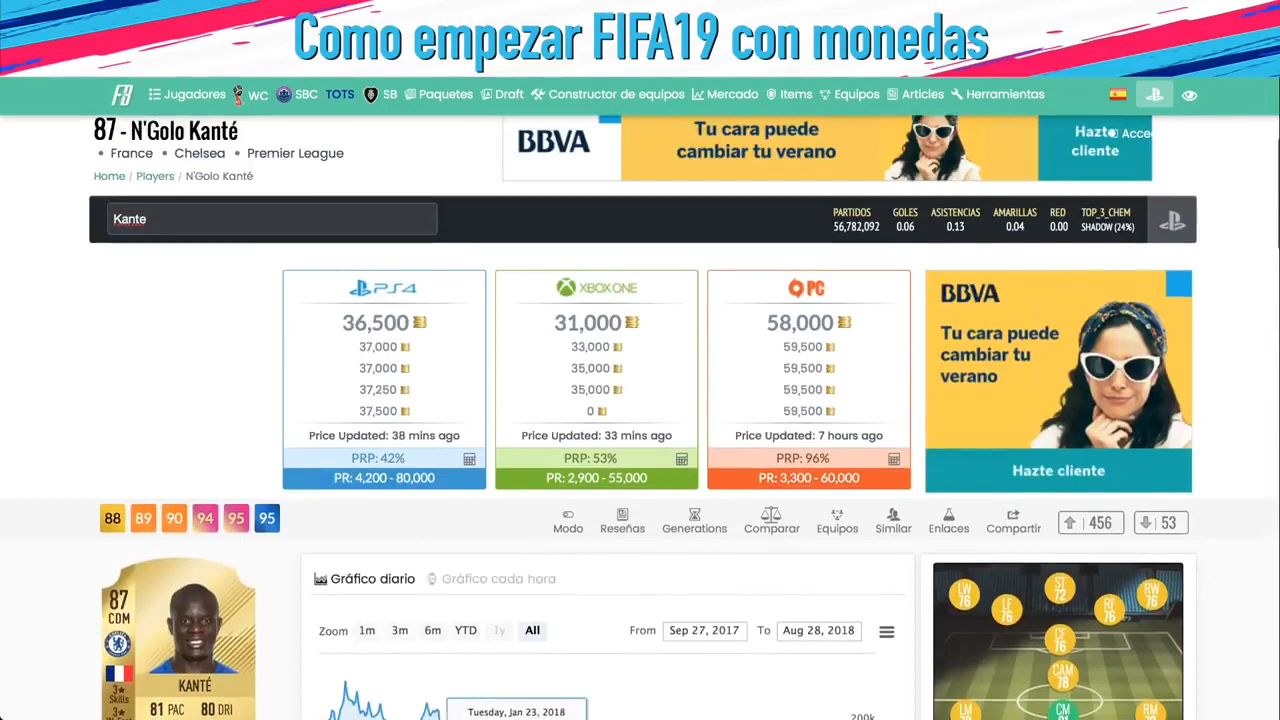 Como empezar FIFA19 con monedas
Jugadores WC SBC TOTS SB Paquetes Draft Constructor de equipos Mercado Items Equipos Articles Herramientas
87 - N'Golo Kanté
• France • Chelsea • Premier League
Home / Players / N'Golo Kanté
BBVA
Tu cara puede
cambiar tu verano
Hazte
cliente
Acce
Kante
PARTIDOS GOLES ASISTENCIAS AMARILLAS RED TOP_3_CHEM
56,782,092 0.06 0.13 0.04 0.00 SHADOW (24%)
PS4
36,500
37,000
37,000
37,250
37,500
Price Updated: 38 mins ago
PRP: 42%
PR: 4,200 - 80,000
XBOX ONE
31,000
33,000
35,000
35,000
0
Price Updated: 33 mins ago
PRP: 53%
PR: 2,900 - 55,000
PC
58,000
59,500
59,500
59,500
59,500
Price Updated: 7 hours ago
PRP: 96%
PR: 3,300 - 60,000
BBVA
Tu cara puede
cambiar tu
verano
Hazte cliente
88 89 90 94 95 95
Modo Reseñas Generations Comparar Equipos Similar Enlaces Compartir 456 53
87
CDM
KANTÉ
3★
Skills
3★
81 PAC 80 DRI
Gráfico diario Gráfico cada hora
Zoom 1m 3m 6m YTD 1y All From Sep 27, 2017 To Aug 28, 2018
Tuesday, Jan 23, 2018
200k
LW
76
LF
76
ST
72
RF
76
RW
76
CF
76
CAM
78
LM
CM
RM